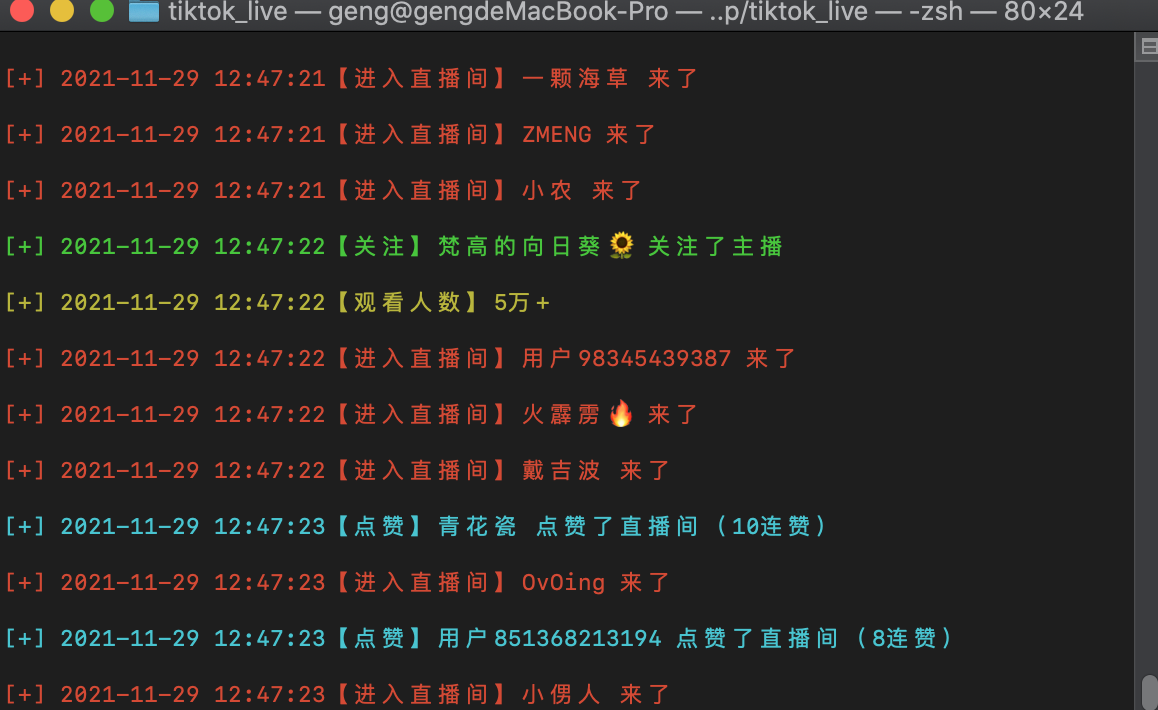 tiktok_live — geng@gengdeMacBook-Pro — ..p/tiktok_live — -zsh — 80×24
[+] 2021-11-29 12:47:21【进入直播间】一颗海草 来了
[+] 2021-11-29 12:47:21【进入直播间】ZMENG 来了
[+] 2021-11-29 12:47:21【进入直播间】小农 来了
[+] 2021-11-29 12:47:22【关注】梵高的向日葵🌻 关注了主播
[+] 2021-11-29 12:47:22【观看人数】5万+
[+] 2021-11-29 12:47:22【进入直播间】用户98345439387 来了
[+] 2021-11-29 12:47:22【进入直播间】火霹雳🔥 来了
[+] 2021-11-29 12:47:22【进入直播间】戴吉波 来了
[+] 2021-11-29 12:47:23【点赞】青花瓷 点赞了直播间（10连赞）
[+] 2021-11-29 12:47:23【进入直播间】OvOing 来了
[+] 2021-11-29 12:47:23【点赞】用户851368213194 点赞了直播间（8连赞）
[+] 2021-11-29 12:47:23【进入直播间】小侽人 来了